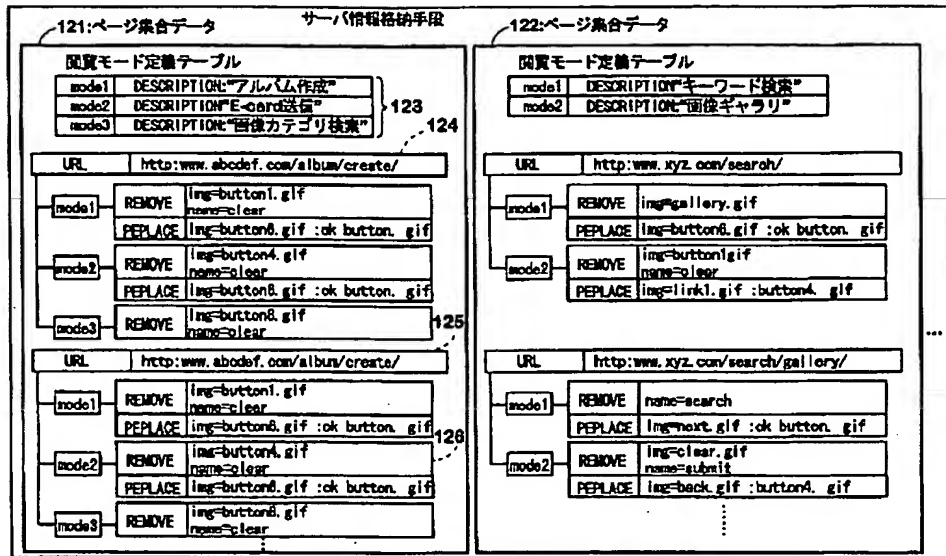 サーバ情報格納手段
121:ページ集合データ
閲覧モード定義テーブル
mode1 DESCRIPTION:"アルバム作成"
mode2 DESCRIPTION:"E-card送信"
mode3 DESCRIPTION:"画像カテゴリ検索"
123
124
URL http:www.abcdef.com/album/create/
mode1 REMOVE img=button1.gif
name=clear
PEPLACE img=button6.gif :ok button. gif
mode2 REMOVE img=button4.gif
name=clear
PEPLACE img=button6.gif :ok button. gif
mode3 REMOVE img=button8.gif
name=clear
125
URL http:www.abcdef.com/album/create/
mode1 REMOVE img=button1.gif
name=clear
PEPLACE img=button6.gif :ok button. gif
126
mode2 REMOVE img=button4.gif
name=clear
PEPLACE img=button6.gif :ok button. gif
mode3 REMOVE img=button8.gif
name=clear
122:ページ集合データ
閲覧モード定義テーブル
mode1 DESCRIPTION"キーワード検索"
mode2 DESCRIPTION:"画像ギャラリ"
URL http:www.xyz.com/search/
mode1 REMOVE img=gallery.gif
PEPLACE img=button6.gif :ok button. gif
mode2 REMOVE img=button1gif
name=clear
PEPLACE img=link1.gif :button4. gif
URL http:www.xyz.com/search/gallery/
mode1 REMOVE name=search
PEPLACE img=next.gif :ok button. gif
mode2 REMOVE img=clear.gif
name=submit
PEPLACE img=back.gif :button4. gif
...